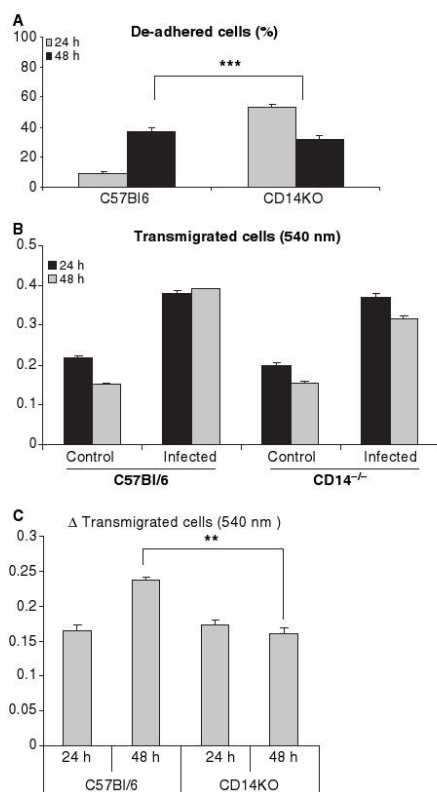 A
De-adhered cells (%)
100
80
60
40
20
0
24 h
48 h
***
C57Bl6
CD14KO
B
Transmigrated cells (540 nm)
0.5
0.4
0.3
0.2
0.1
0
24 h
48 h
Control
Infected
Control
Infected
C57Bl/6
CD14−/−
C
Δ Transmigrated cells (540 nm )
0.3
0.25
0.2
0.15
0.1
0.05
0
**
24 h
48 h
24 h
48 h
C57Bl/6
CD14KO